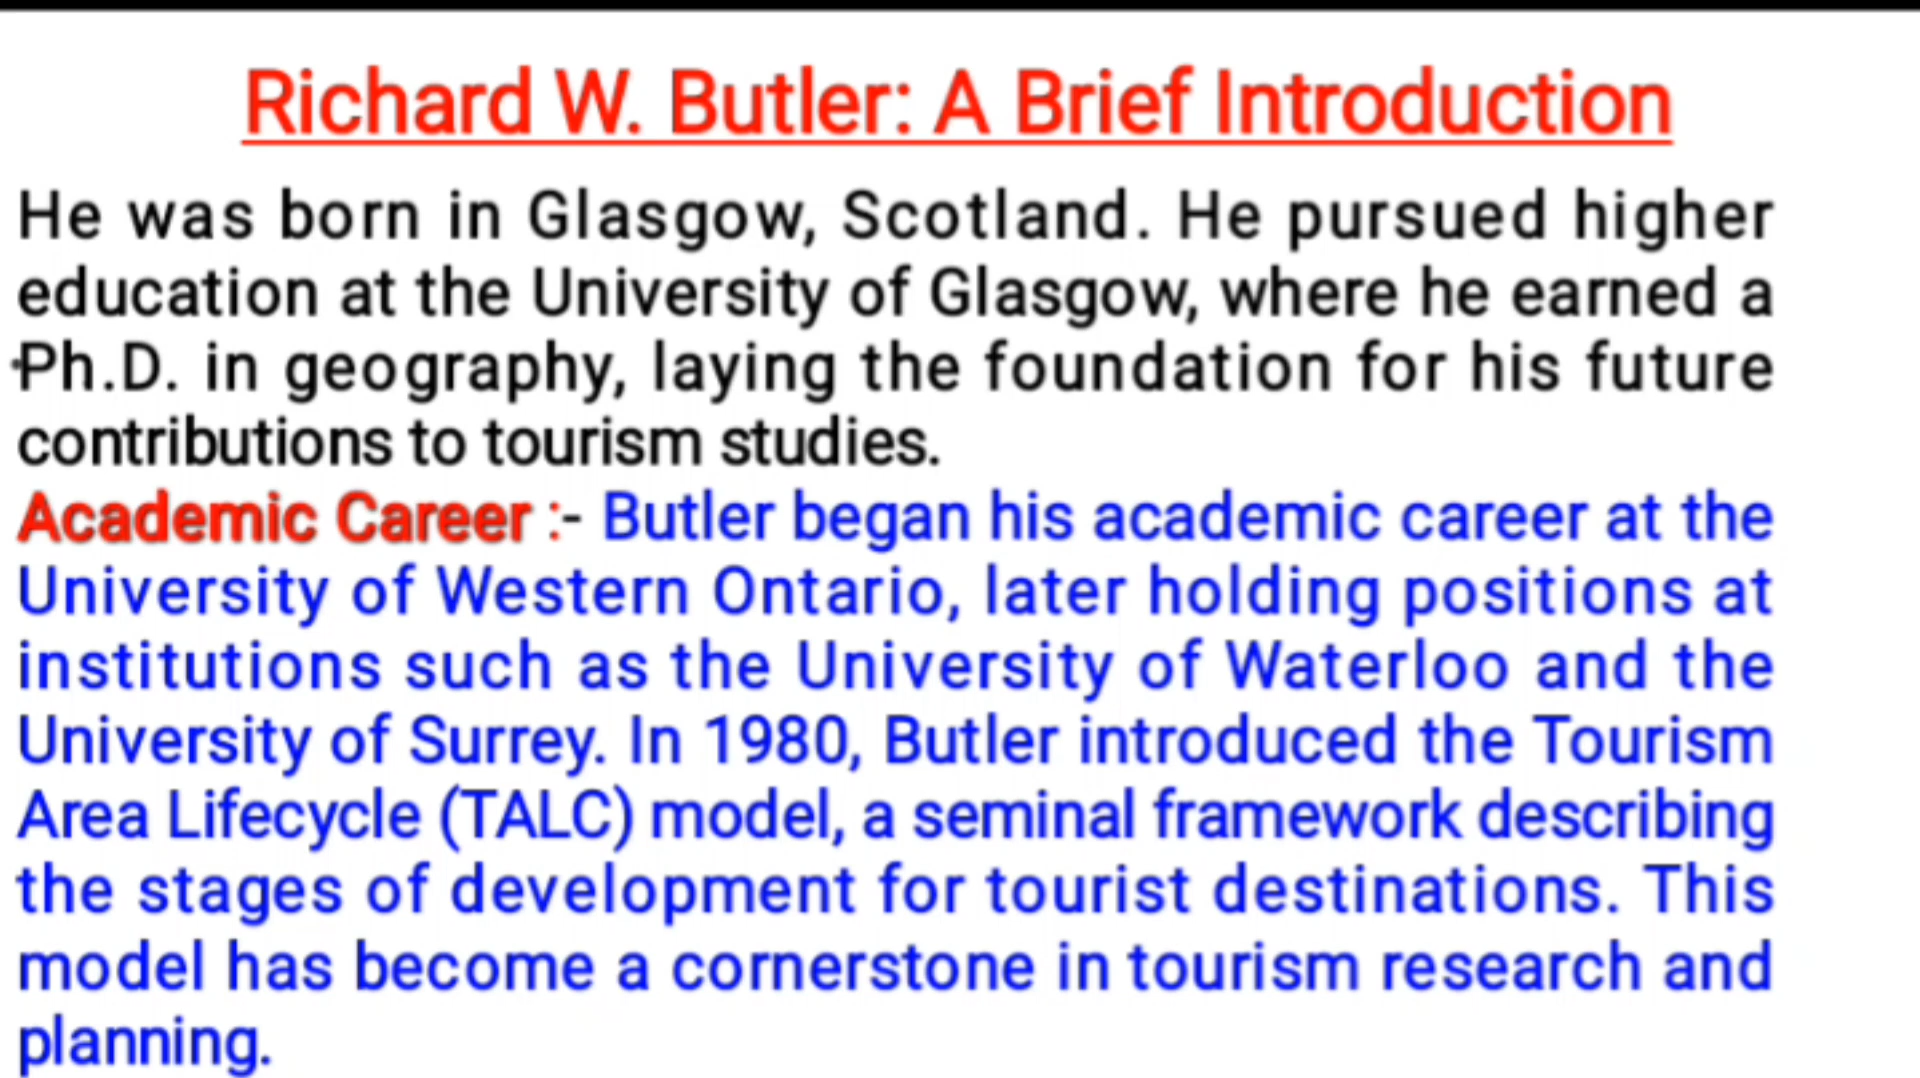 Richard W. Butler: A Brief Introduction
He was born in Glasgow, Scotland. He pursued higher
education at the University of Glasgow, where he earned a
Ph.D. in geography, laying the foundation for his future
contributions to tourism studies.
Academic Career :- Butler began his academic career at the
University of Western Ontario, later holding positions at
institutions such as the University of Waterloo and the
University of Surrey. In 1980, Butler introduced the Tourism
Area Lifecycle (TALC) model, a seminal framework describing
the stages of development for tourist destinations. This
model has become a cornerstone in tourism research and
planning.